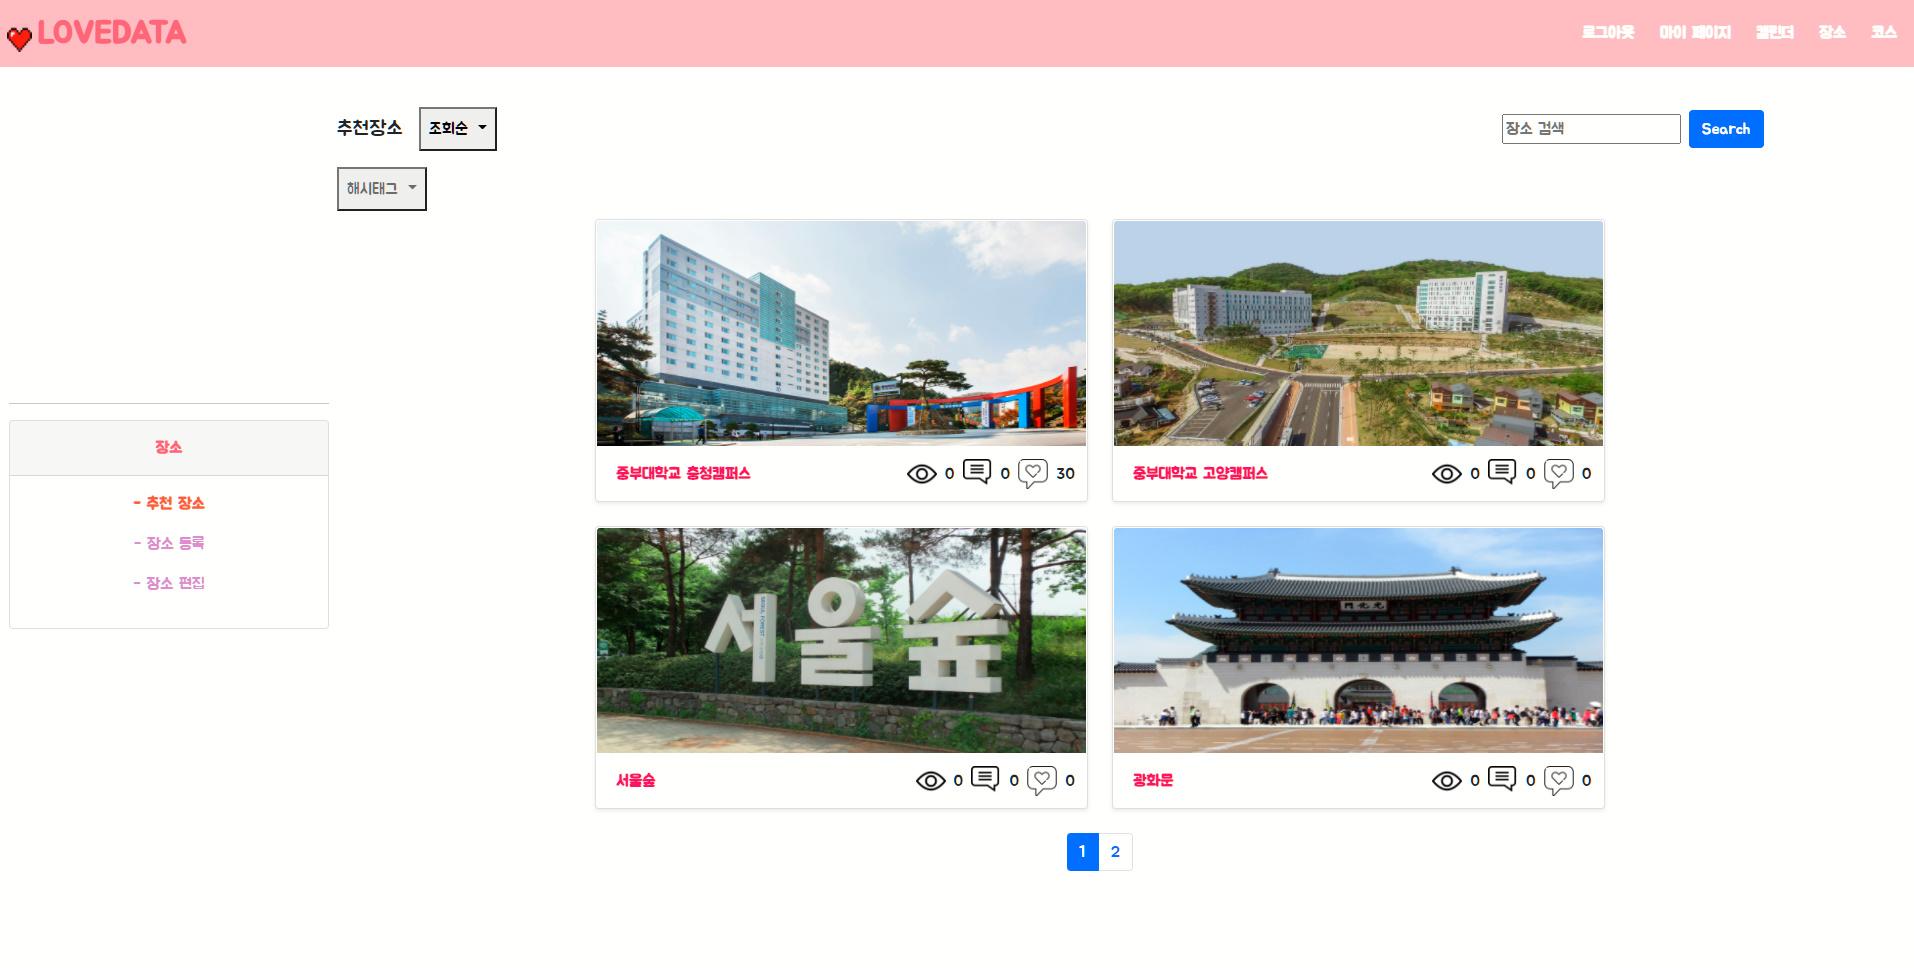 LOVEDATA
로그아웃 마이 페이지 캘린더 장소 코스
추천장소 조회순 장소 검색 Search
해시태그
장소
- 추천 장소
- 장소 등록
- 장소 편집
중부대학교 충청캠퍼스 0 0 30
중부대학교 고양캠퍼스 0 0 0
서울숲
SEOUL FOREST
서울숲 0 0 0
광화문 0 0 0
1 2